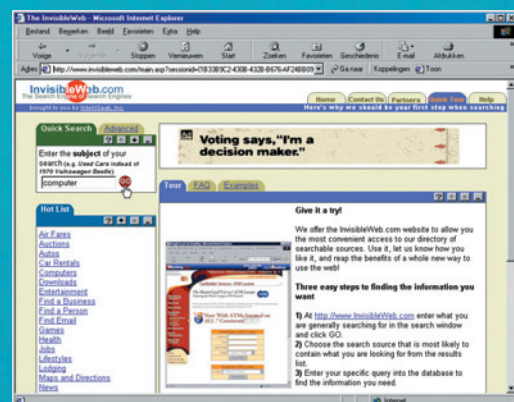 The InvisibleWeb - Microsoft Internet Explorer
Bestand Bewerken Beeld Favorieten Extra Help
Vorige Volgende Stoppen Vernieuwen Start Zoeken Favorieten Geschiedenis E-mail Afdrukken
Adres http://www.invisibleweb.com/main.asp?sessionid= Ga naar Koppelingen Toon
InvisibleWeb.com
The Search Engine of Search Engines
Home Contact Us Partners Quick Tour Help
brought to you by IntelliSeek, Inc.
Here's why we should be your first stop when searching
Quick Search Advanced
Enter the subject of your
search (e.g. Used Cars instead of
1970 Volkswagen Beetle):
computer GO
Voting says, "I'm a
decision maker."
Tour FAQ Examples
Hot List
Air Fares
Auctions
Autos
Car Rentals
Computers
Downloads
Entertainment
Find a Business
Find a Person
Find Email
Games
Health
Jobs
Lifestyles
Lodging
Maps and Directions
News
Give it a try!
We offer the InvisibleWeb.com website to allow you
the most convenient access to our directory of
searchable sources. Use it, let us know how you
like it, and reap the benefits of a whole new way to
use the web!
Three easy steps to finding the information you
want
1) At http://www.InvisibleWeb.com enter what you
are generally searching for in the search window
and click GO.
2) Choose the search source that is most likely to
contain what you are looking for from the results
list.
3) Enter your specific query into the database to
find the information you need.
Internet